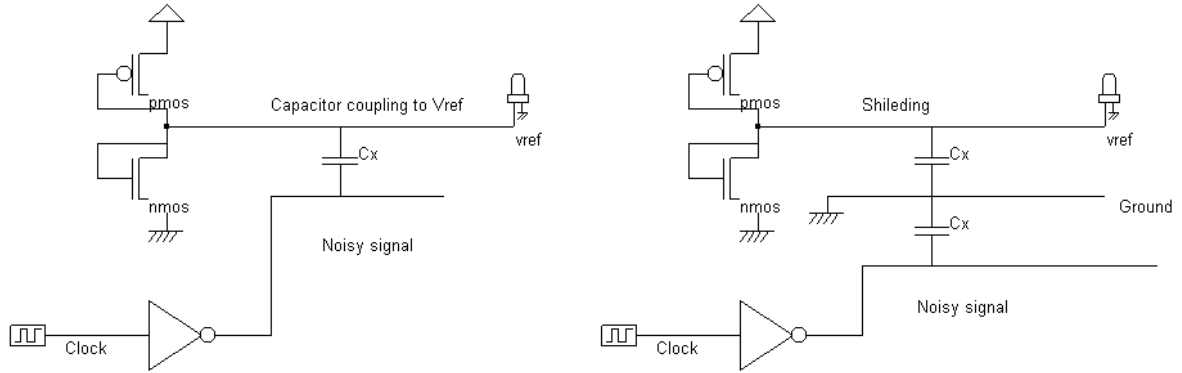 pmos
Capacitor coupling to Vref
vref
Cx
nmos
Noisy signal
Clock
pmos
Shileding
vref
Cx
nmos
Ground
Cx
Noisy signal
Clock